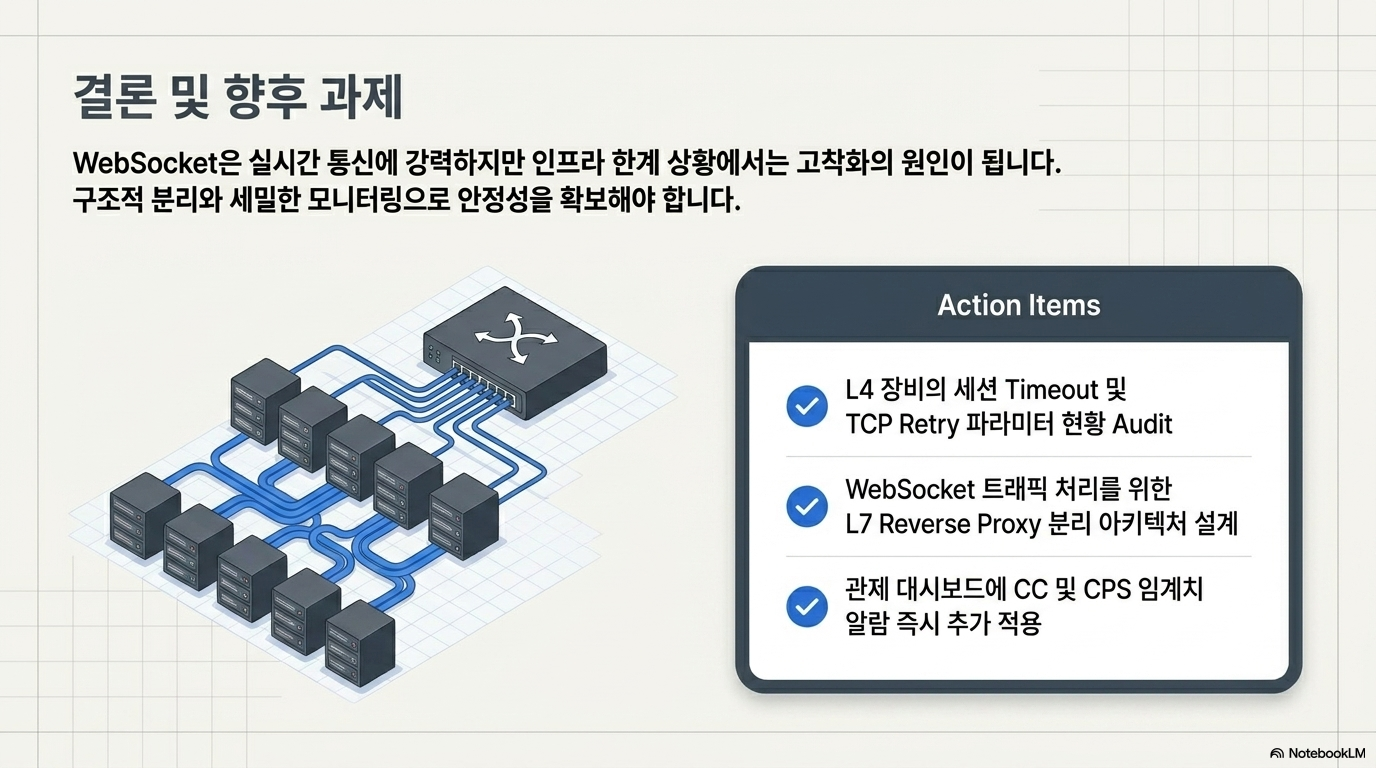 결론 및 향후 과제
WebSocket은 실시간 통신에 강력하지만 인프라 한계 상황에서는 고착화의 원인이 됩니다.
구조적 분리와 세밀한 모니터링으로 안정성을 확보해야 합니다.
Action Items
L4 장비의 세션 Timeout 및
TCP Retry 파라미터 현황 Audit
WebSocket 트래픽 처리를 위한
L7 Reverse Proxy 분리 아키텍처 설계
관제 대시보드에 CC 및 CPS 임계치
알람 즉시 추가 적용
NotebookLM